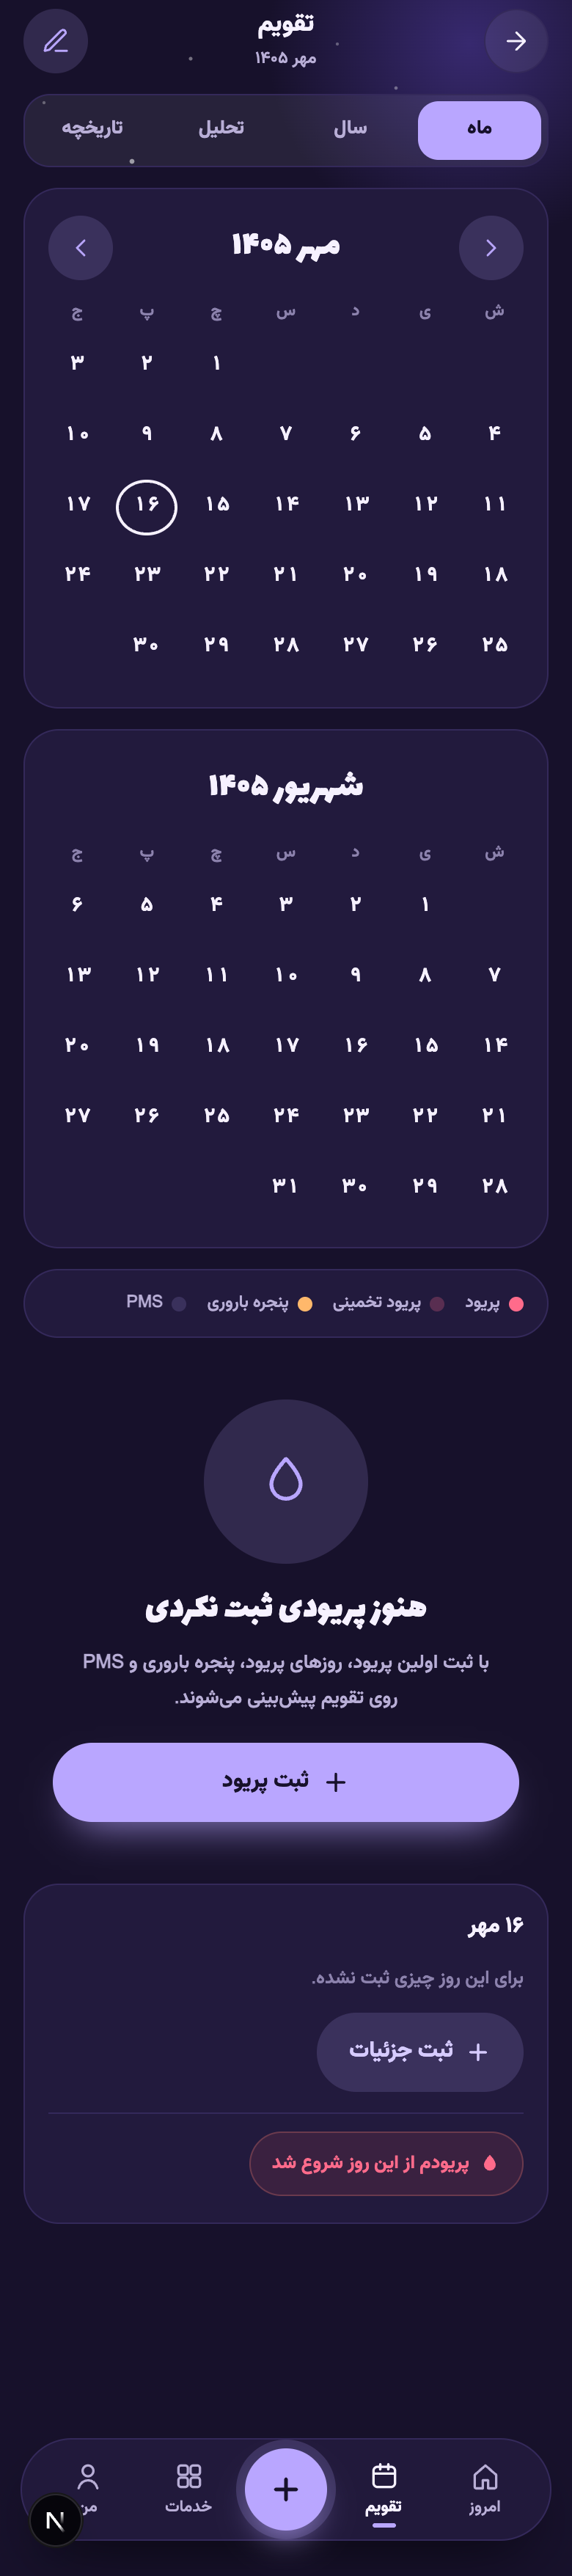 تقویم
مهر ۱۴۰۵
ماه سال تحلیل تاریخچه
مهر ۱۴۰۵
ش ی د س چ پ ج
۱ ۲ ۳
۴ ۵ ۶ ۷ ۸ ۹ ۱۰
۱۱ ۱۲ ۱۳ ۱۴ ۱۵ ۱۶ ۱۷
۱۸ ۱۹ ۲۰ ۲۱ ۲۲ ۲۳ ۲۴
۲۵ ۲۶ ۲۷ ۲۸ ۲۹ ۳۰
شهریور ۱۴۰۵
ش ی د س چ پ ج
۱ ۲ ۳ ۴ ۵ ۶
۷ ۸ ۹ ۱۰ ۱۱ ۱۲ ۱۳
۱۴ ۱۵ ۱۶ ۱۷ ۱۸ ۱۹ ۲۰
۲۱ ۲۲ ۲۳ ۲۴ ۲۵ ۲۶ ۲۷
۲۸ ۲۹ ۳۰ ۳۱
پریود پریود تخمینی پنجره باروری PMS
هنوز پریودی ثبت نکردی
با ثبت اولین پریود، روزهای پریود، پنجره باروری و PMS
روی تقویم پیش‌بینی می‌شوند.
ثبت پریود
۱۶ مهر
برای این روز چیزی ثبت نشده.
ثبت جزئیات
پریودم از این روز شروع شد
امروز تقویم خدمات من
N